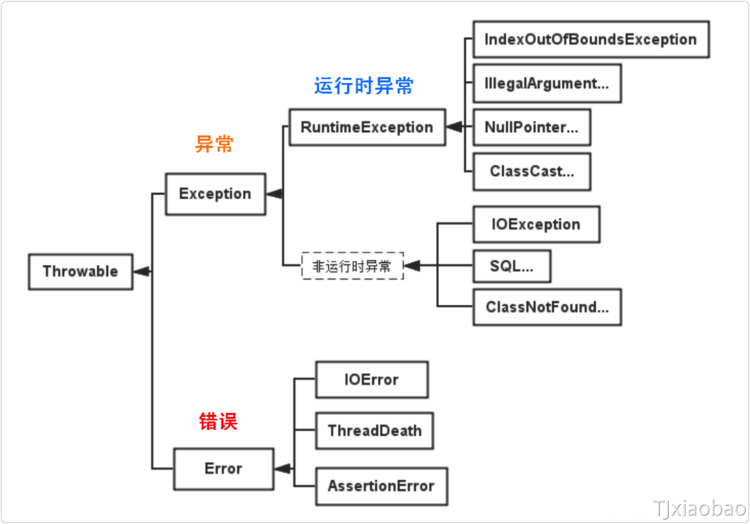 IndexOutOfBoundsException
运行时异常
IllegalArgument...
RuntimeException
NullPointer...
异常
ClassCast...
Exception
IOException
非运行时异常
SQL...
Throwable
ClassNotFound...
IOError
错误
ThreadDeath
Error
AssertionError
TJxiaobao